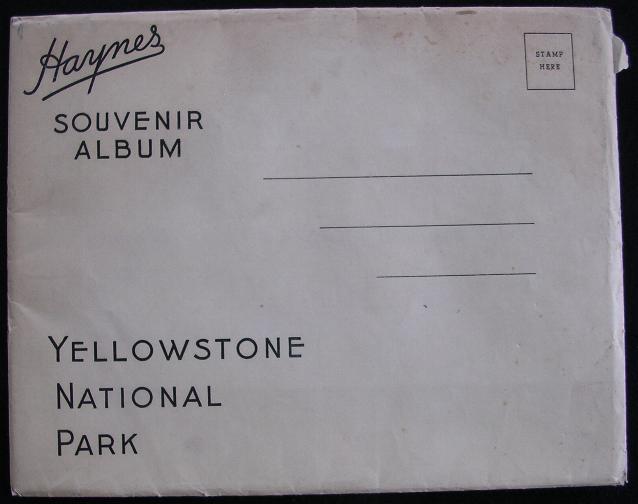 Haynes
SOUVENIR
ALBUM
STAMP
HERE
YELLOWSTONE
NATIONAL
PARK